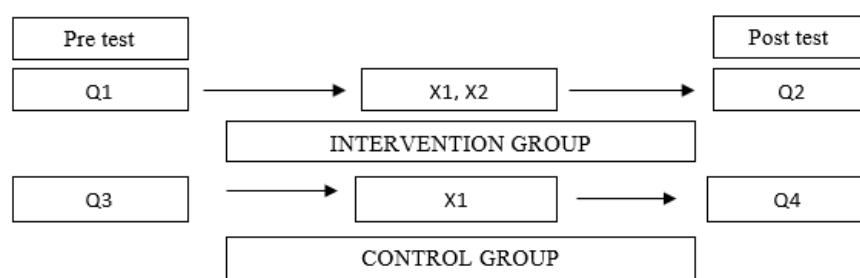 Pre test Post test
Q1 X1, X2 Q2
INTERVENTION GROUP
Q3 X1 Q4
CONTROL GROUP